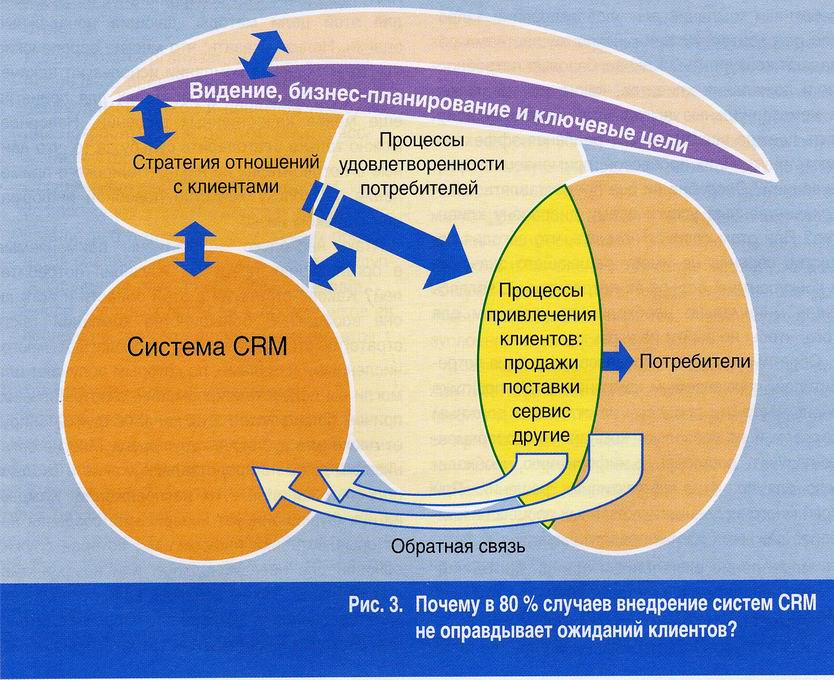 Видение, бизнес-планирование и ключевые цели
Стратегия отношений
с клиентами
Процессы
удовлетворенности
потребителей
Система CRM
Процессы
привлечения
клиентов:
продажи
поставки
сервис
другие
Потребители
Обратная связь
Рис. 3. Почему в 80 % случаев внедрение систем CRM
не оправдывает ожиданий клиентов?